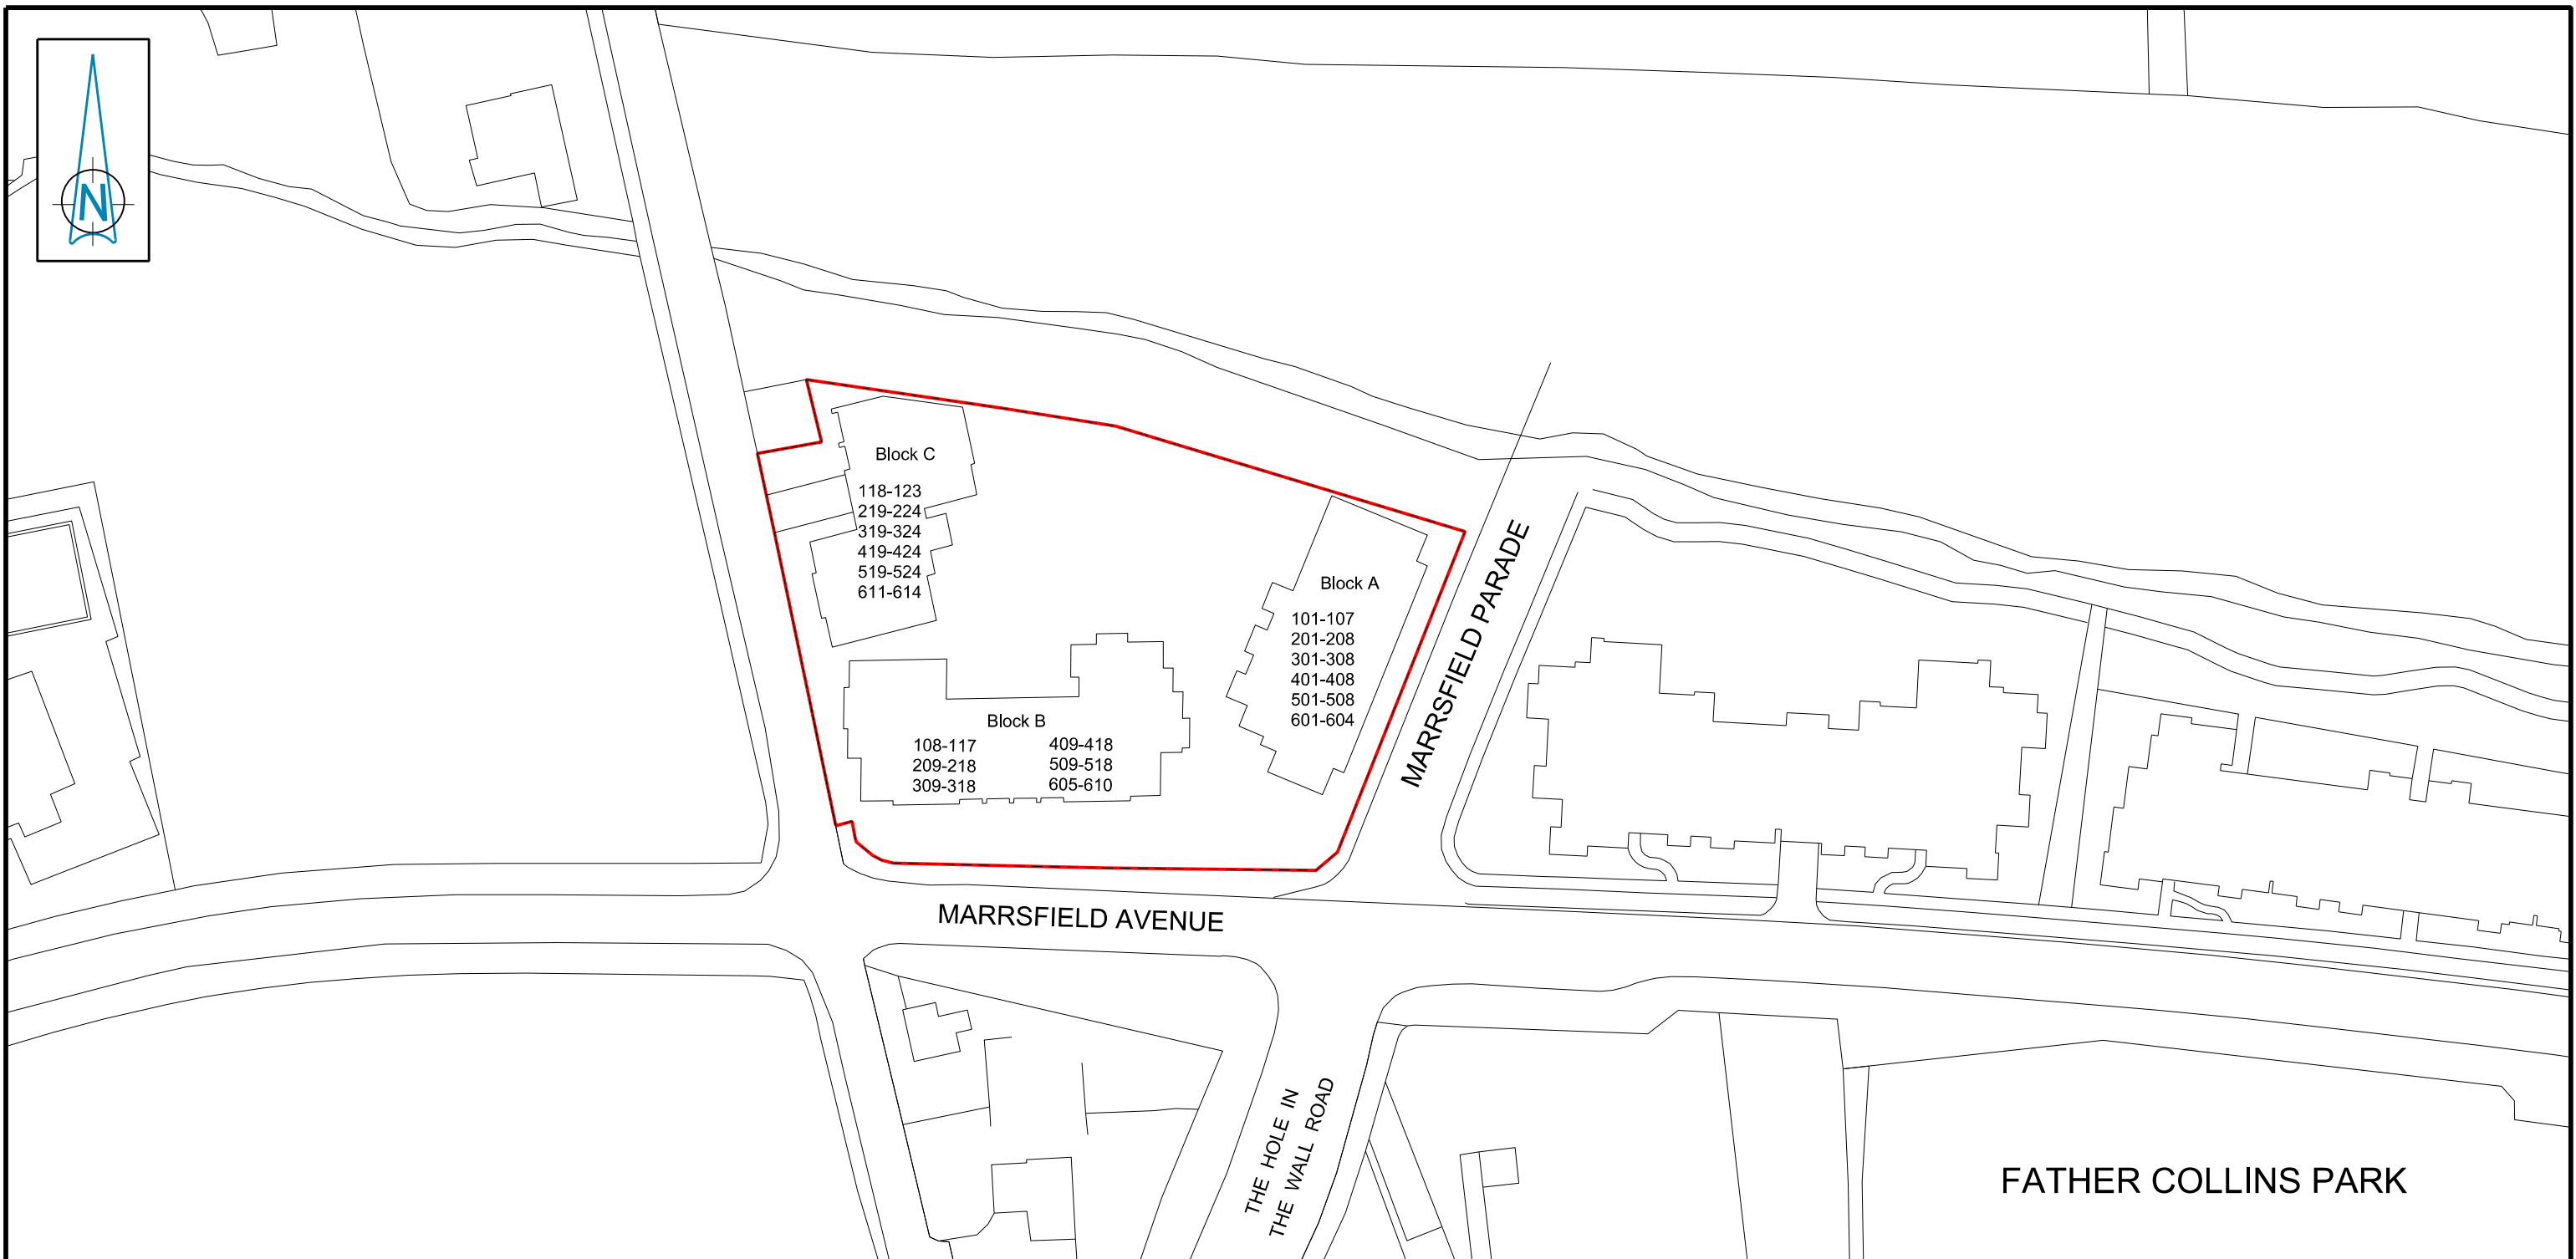 N
Block C
118-123
219-224
319-324
419-424
519-524
611-614
Block A
101-107
201-208
301-308
401-408
501-508
601-604
Block B
108-117
209-218
309-318
409-418
509-518
605-610
MARRSFIELD PARADE
MARRSFIELD AVENUE
THE HOLE IN
THE WALL ROAD
FATHER COLLINS PARK